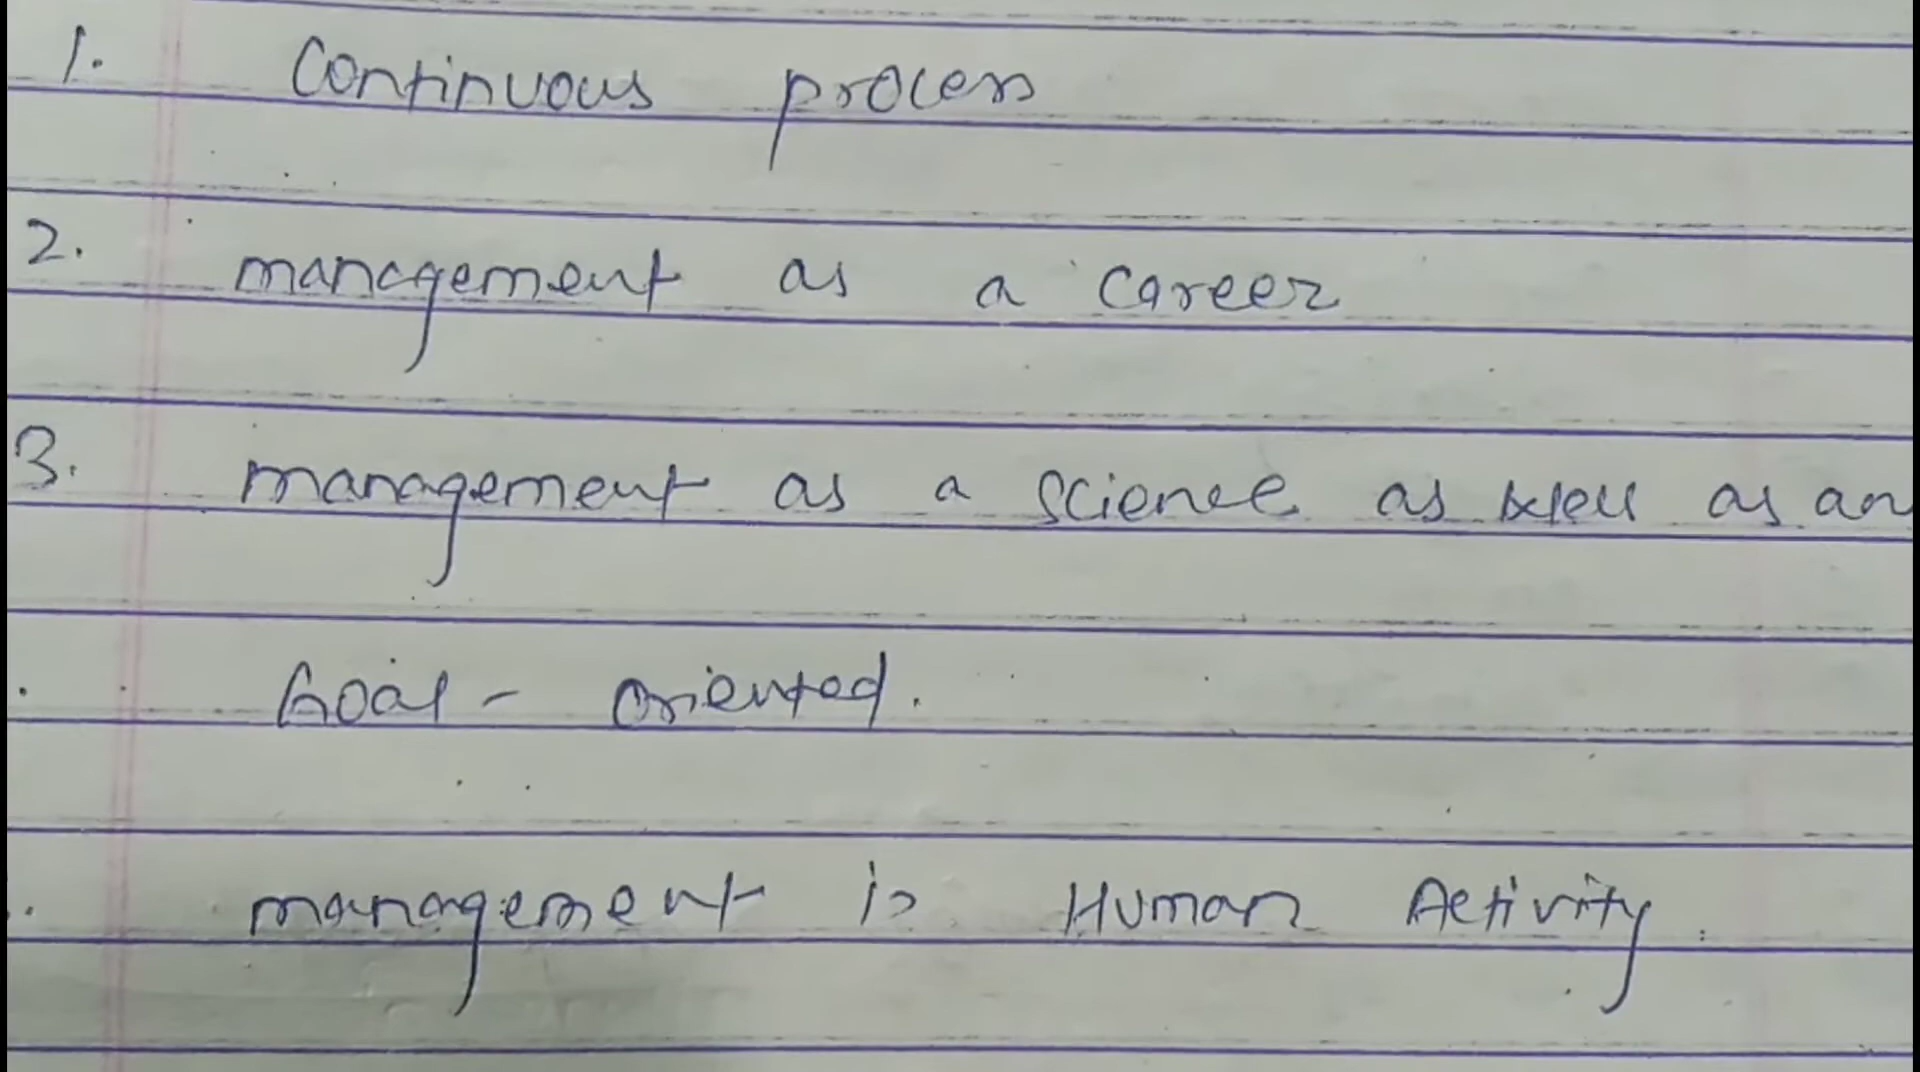 1. Continuous process
2. management as a career
3. management as a science as well as an
. Goal - oriented.
. management is Human Activity.